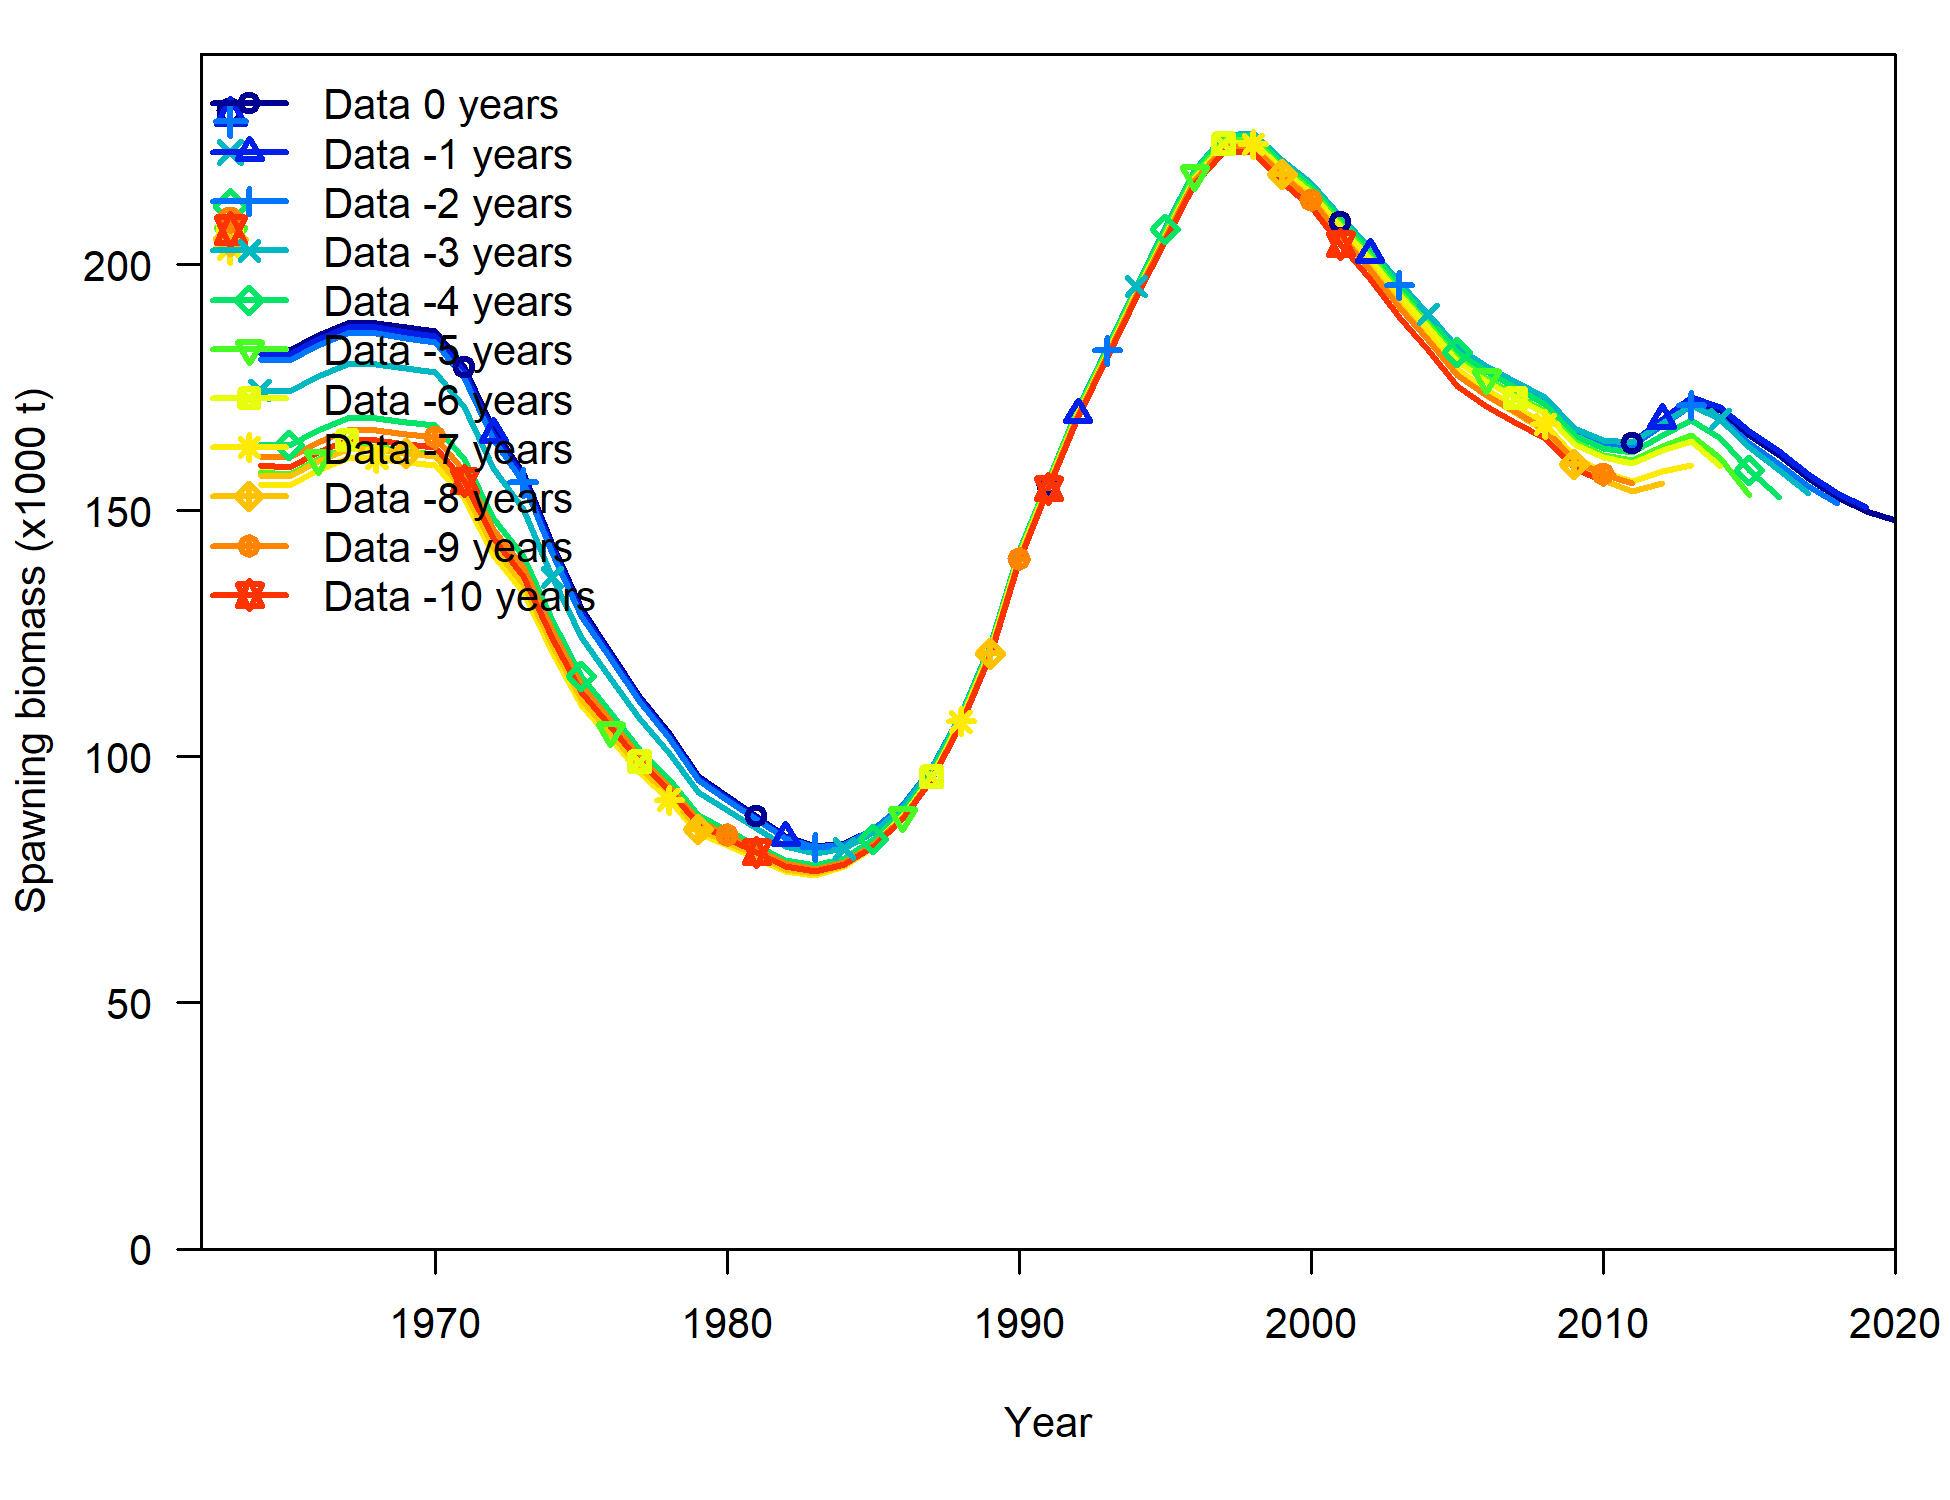 Data 0 years
Data -1 years
Data -2 years
Data -3 years
Data -4 years
Data -5 years
Data -6 years
Data -7 years
Data -8 years
Data -9 years
Data -10 years
Spawning biomass (x1000 t)
200
150
100
50
0
1970 1980 1990 2000 2010 2020
Year